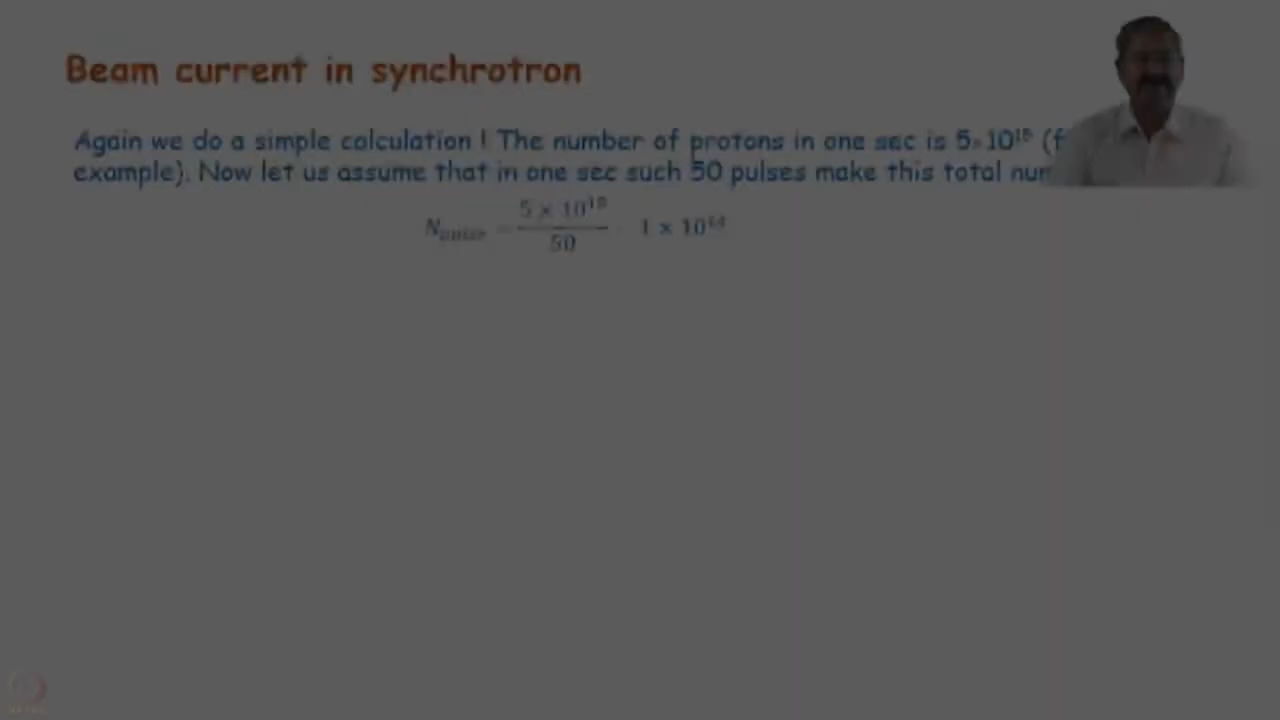 Beam current in synchrotron
Again we do a simple calculation ! The number of protons in one sec is 5×10¹⁵ (f
example). Now let us assume that in one sec such 50 pulses make this total num
N_pulse = 5 × 10¹⁵ / 50 = 1 × 10¹⁴